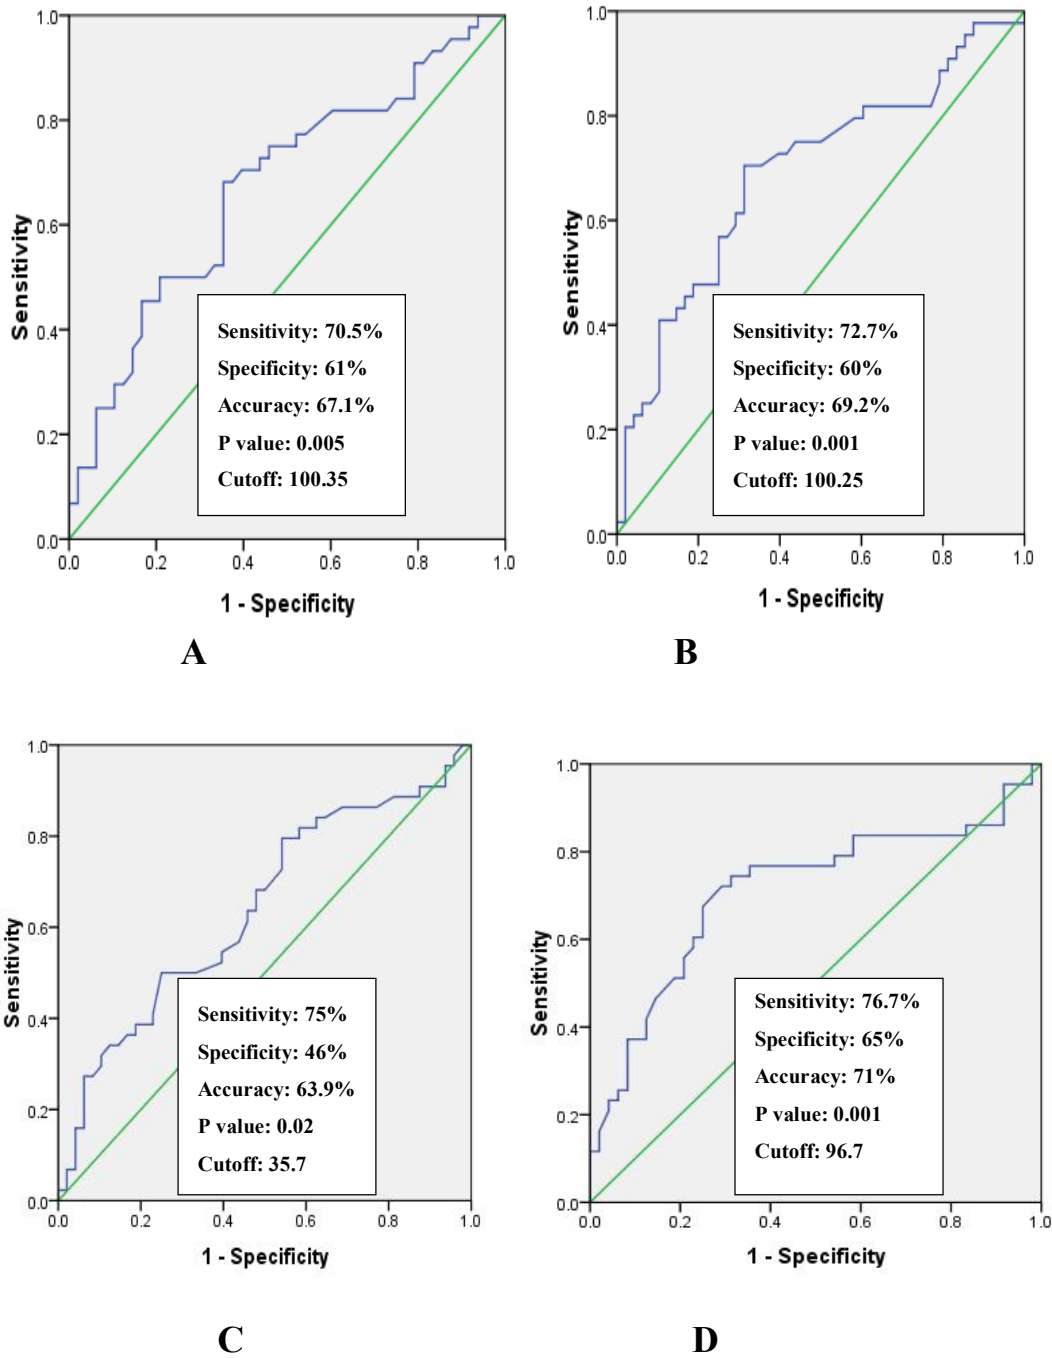 1.0
0.8
0.6
0.4
0.2
0.0
0.0 0.2 0.4 0.6 0.8 1.0
Sensitivity
1 - Specificity
Sensitivity: 70.5%
Specificity: 61%
Accuracy: 67.1%
P value: 0.005
Cutoff: 100.35
A
1.0
0.8
0.6
0.4
0.2
0.0
0.0 0.2 0.4 0.6 0.8 1.0
Sensitivity
1 - Specificity
Sensitivity: 72.7%
Specificity: 60%
Accuracy: 69.2%
P value: 0.001
Cutoff: 100.25
B
1.0
0.8
0.6
0.4
0.2
0.0
0.0 0.2 0.4 0.6 0.8 1.0
Sensitivity
1 - Specificity
Sensitivity: 75%
Specificity: 46%
Accuracy: 63.9%
P value: 0.02
Cutoff: 35.7
C
1.0
0.8
0.6
0.4
0.2
0.0
0.0 0.2 0.4 0.6 0.8 1.0
Sensitivity
1 - Specificity
Sensitivity: 76.7%
Specificity: 65%
Accuracy: 71%
P value: 0.001
Cutoff: 96.7
D